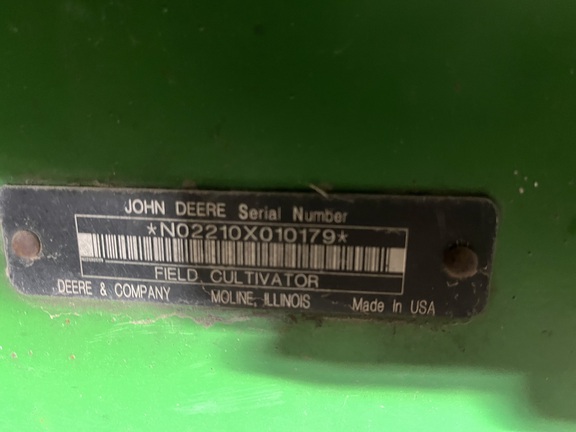 JOHN DEERE Serial Number
*N02210X010179*
FIELD CULTIVATOR
DEERE & COMPANY MOLINE, ILLINOIS Made in USA